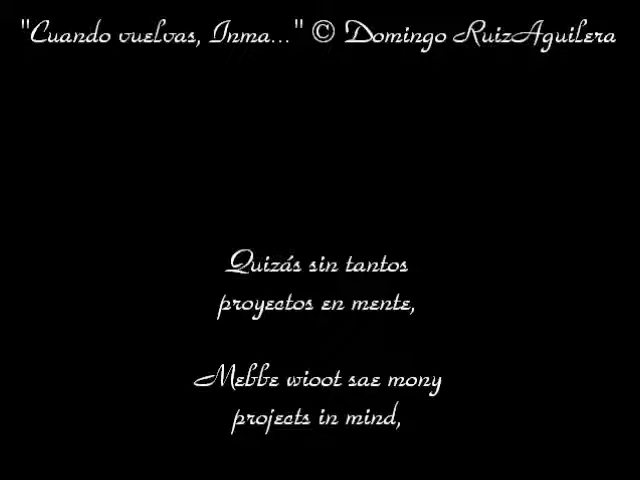 "Cuando vuelvas, Inma..." © Domingo RuizAguilera
Quizás sin tantos
proyectos en mente,
Mebbe wioot sae mony
projects in mind,